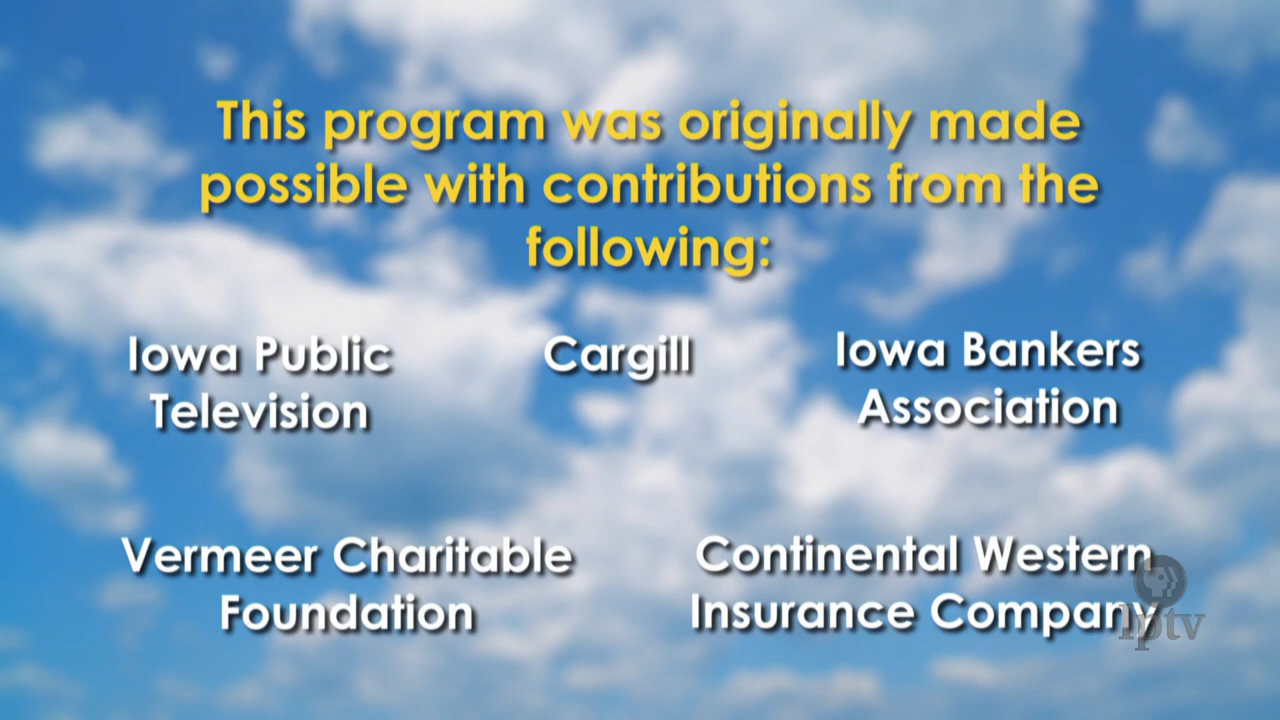 This program was originally made
possible with contributions from the
following:
Iowa Public
Television
Cargill
Iowa Bankers
Association
Vermeer Charitable
Foundation
Continental Western
Insurance Company
iptv